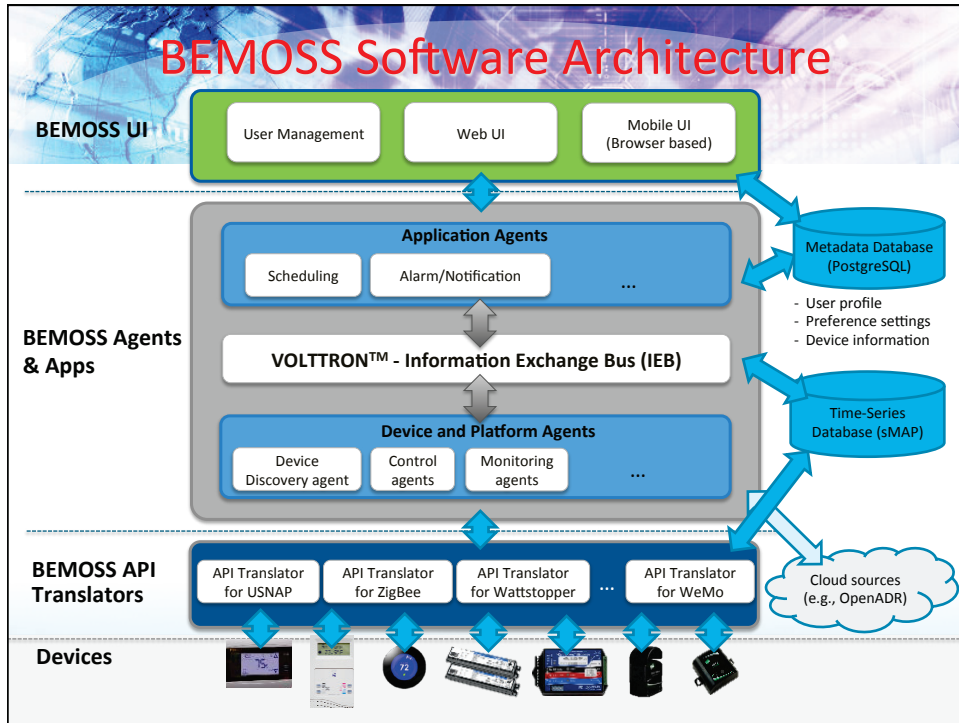 BEMOSS Software Architecture
BEMOSS UI
User Management
Web UI
Mobile UI
(Browser based)
Application Agents
Scheduling
Alarm/Notification
...
Metadata Database
(PostgreSQL)
- User profile
- Preference settings
- Device information
BEMOSS Agents
& Apps
VOLTTRON™ - Information Exchange Bus (IEB)
Time-Series
Database (sMAP)
Device and Platform Agents
Device
Discovery agent
Control
agents
Monitoring
agents
...
BEMOSS API
Translators
API Translator
for USNAP
API Translator
for ZigBee
API Translator
for Wattstopper
...
API Translator
for WeMo
Cloud sources
(e.g., OpenADR)
Devices
72